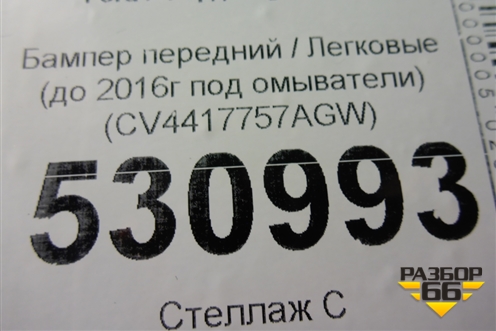 Бампер передний / Легковые
(до 2016г под омыватели)
(CV4417757AGW)
530993
Стеллаж С
РАЗБОР
66